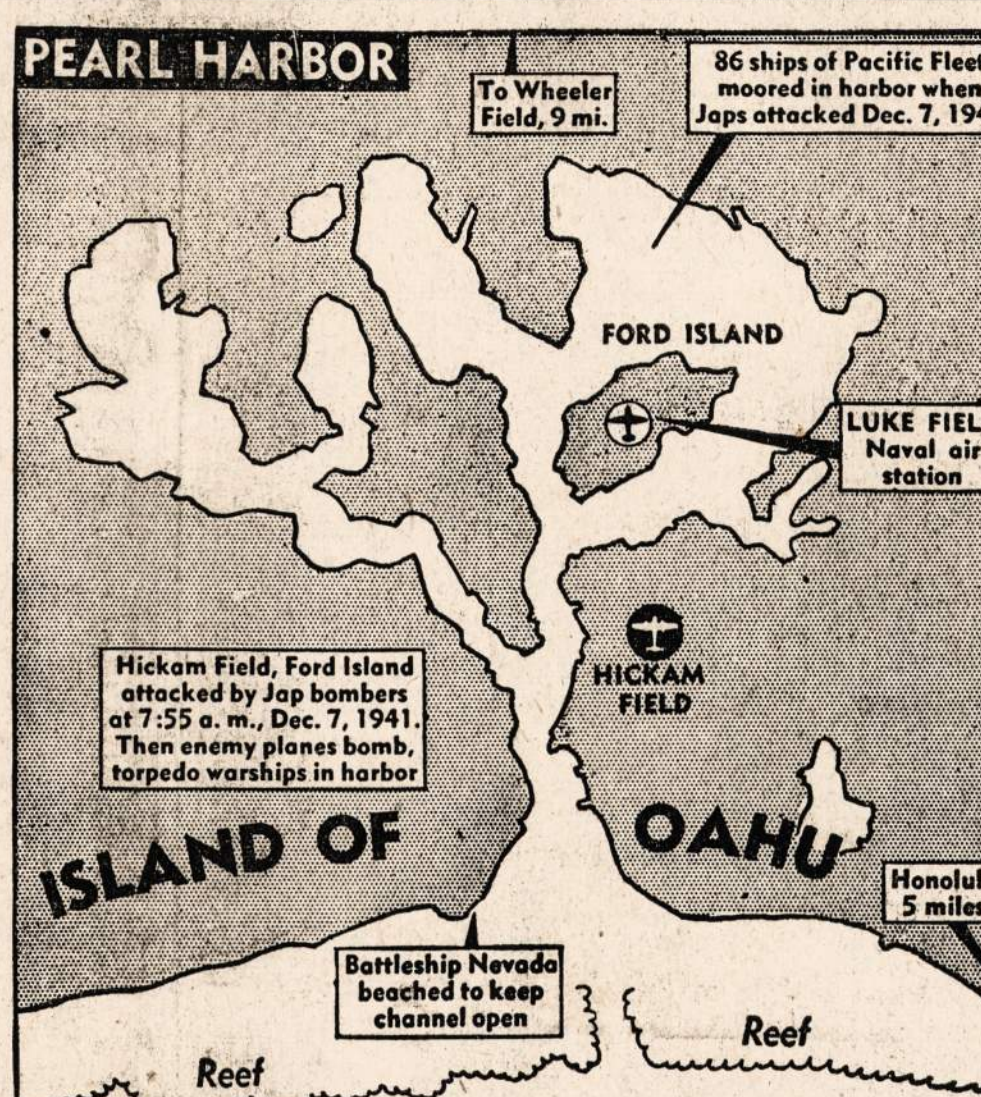 PEARL HARBOR
To Wheeler
Field, 9 mi.
86 ships of Pacific Fleet
moored in harbor when
Japs attacked Dec. 7, 194
FORD ISLAND
LUKE FIEL
Naval air
station
HICKAM
FIELD
Hickam Field, Ford Island
attacked by Jap bombers
at 7:55 a. m., Dec. 7, 1941.
Then enemy planes bomb,
torpedo warships in harbor
ISLAND OF OAHU
Honolul
5 miles
Battleship Nevada
beached to keep
channel open
Reef
Reef